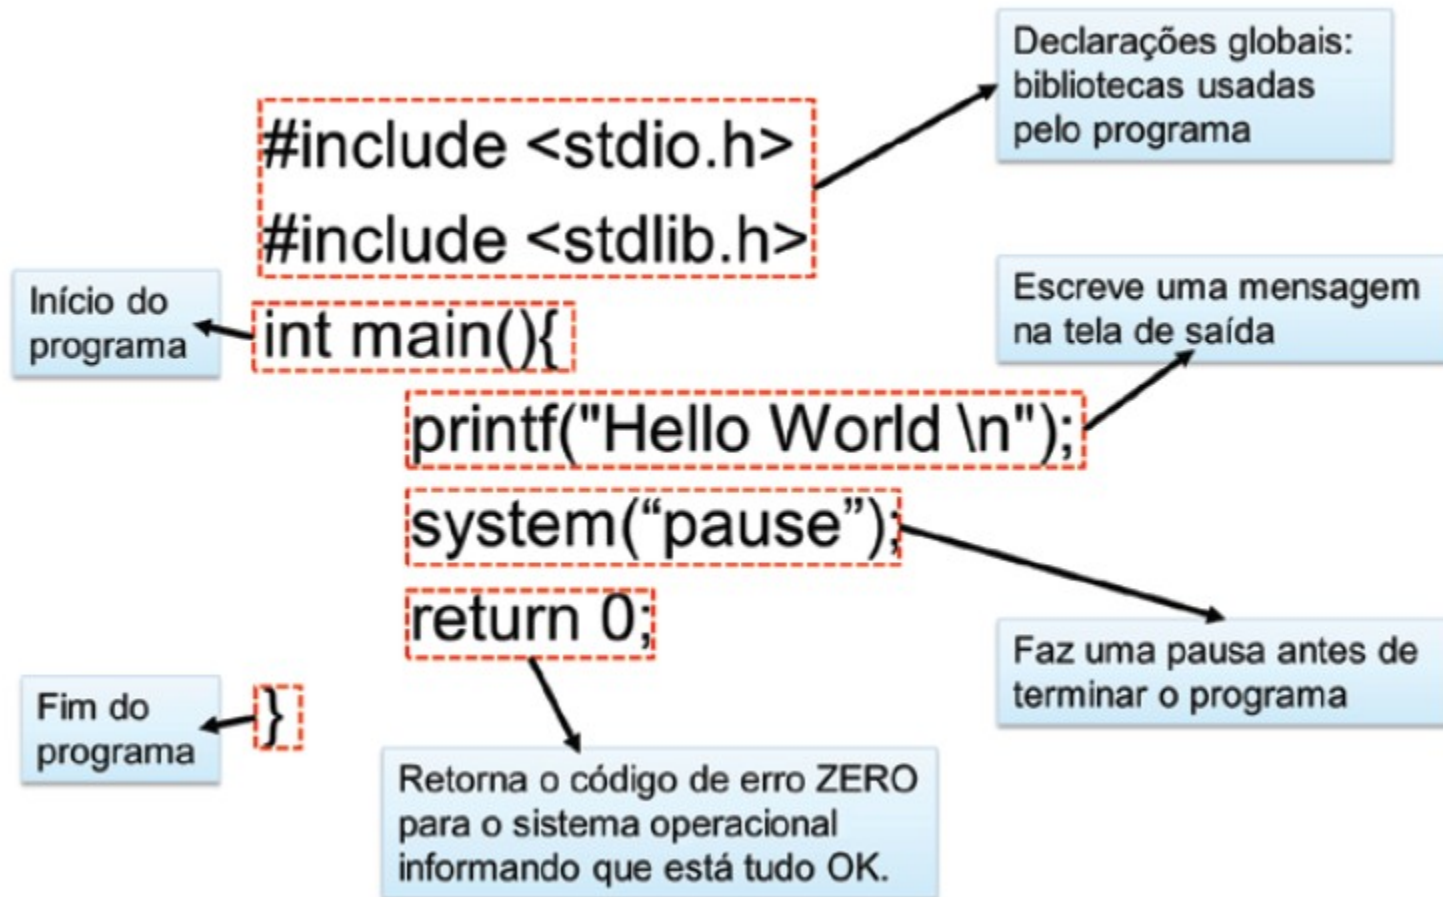 Declarações globais:
bibliotecas usadas
pelo programa
#include <stdio.h>
#include <stdlib.h>
Início do
programa
int main(){
Escreve uma mensagem
na tela de saída
printf("Hello World \n");
system(“pause”);
return 0;
Faz uma pausa antes de
terminar o programa
Fim do
programa
}
Retorna o código de erro ZERO
para o sistema operacional
informando que está tudo OK.